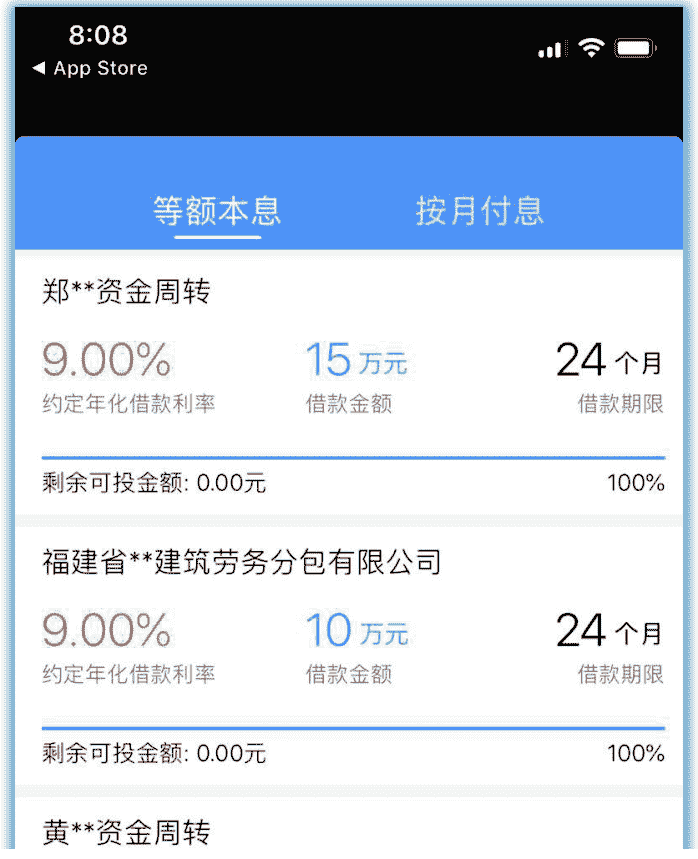 8:08
◀ App Store
等额本息 按月付息
郑**资金周转
9.00% 15 万元 24 个月
约定年化借款利率 借款金额 借款期限
剩余可投金额: 0.00元 100%
福建省**建筑劳务分包有限公司
9.00% 10 万元 24 个月
约定年化借款利率 借款金额 借款期限
剩余可投金额: 0.00元 100%
黄**资金周转